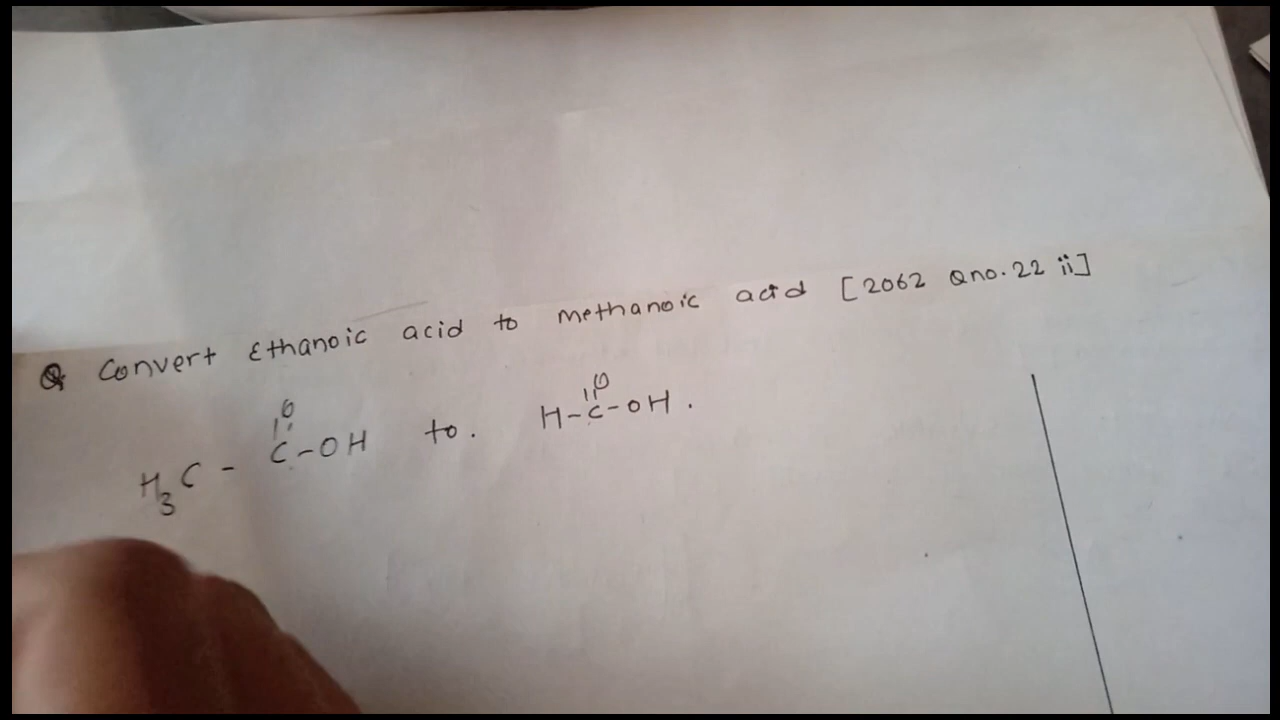 Q Convert Ethanoic acid to methanoic acid [2062 Qno.22 ii]
O O
H3C - C-OH to. H-C-OH.